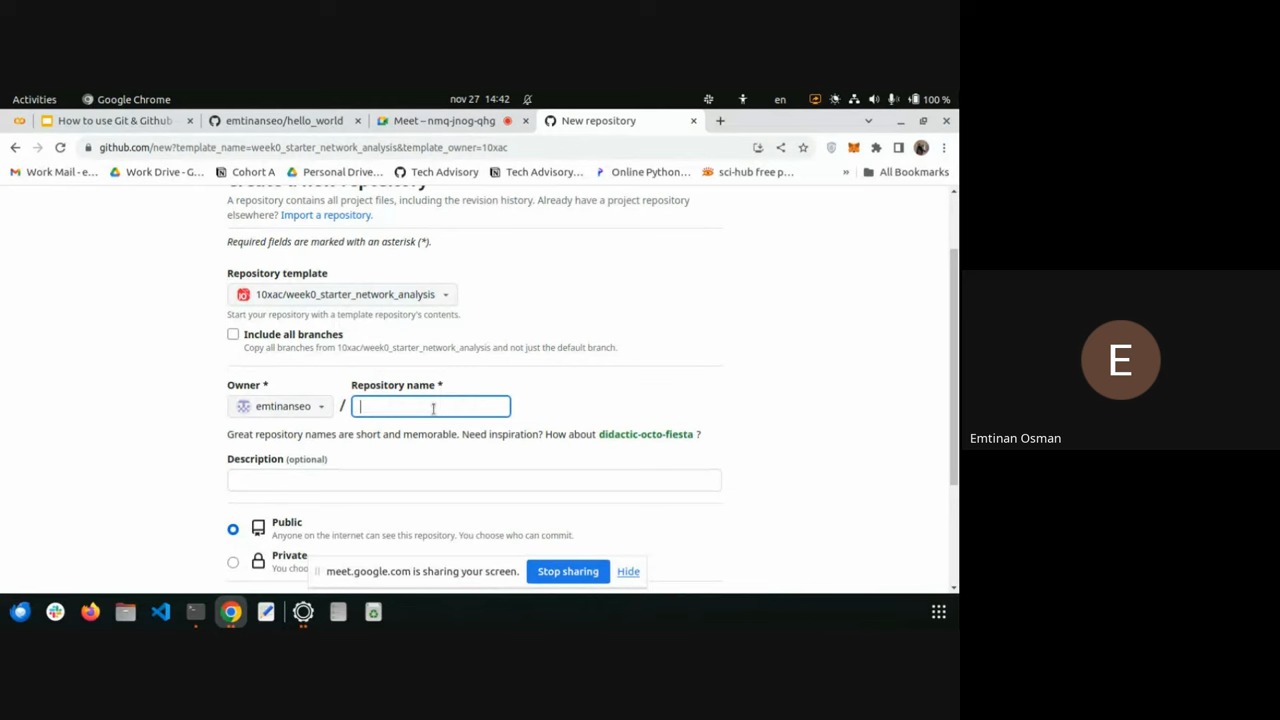 Activities
Google Chrome
nov 27 14:42
en
100 %
How to use Git & Github
emtinanseo/hello_world
Meet – nmq-jnog-qhg
New repository
github.com/new?template_name=week0_starter_network_analysis&template_owner=10xac
Work Mail - e...
Work Drive - G...
Cohort A
Personal Drive...
Tech Advisory
Tech Advisory...
Online Python...
sci-hub free p...
»
All Bookmarks
Create a new repository
A repository contains all project files, including the revision history. Already have a project repository
elsewhere? Import a repository.
Required fields are marked with an asterisk (*).
Repository template
10xac/week0_starter_network_analysis
Start your repository with a template repository's contents.
Include all branches
Copy all branches from 10xac/week0_starter_network_analysis and not just the default branch.
Owner *
Repository name *
emtinanseo
/
Great repository names are short and memorable. Need inspiration? How about didactic-octo-fiesta ?
Description (optional)
Public
Anyone on the internet can see this repository. You choose who can commit.
Private
You choo
meet.google.com is sharing your screen.
Stop sharing
Hide
E
Emtinan Osman